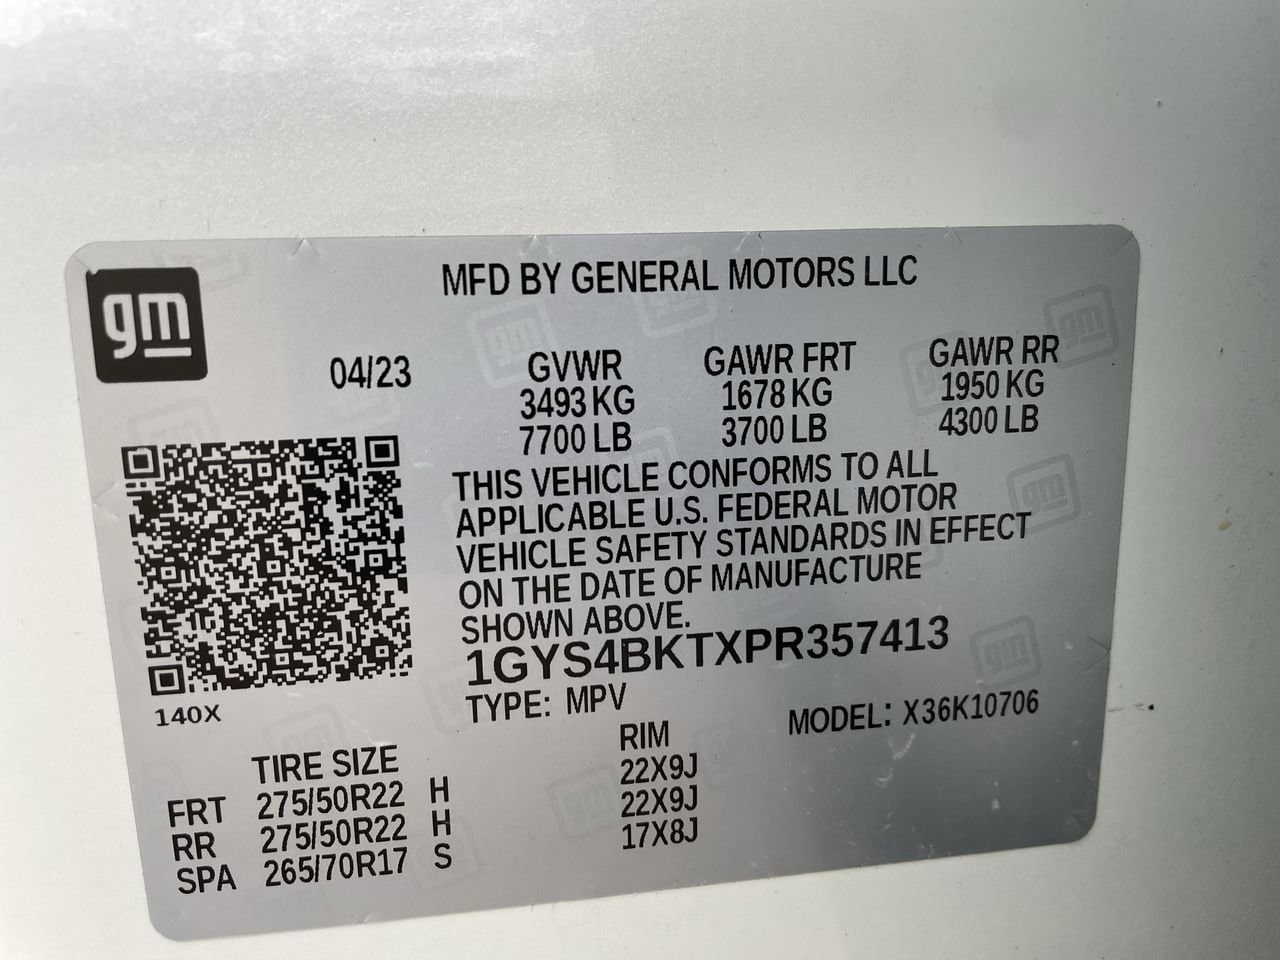 gm
MFD BY GENERAL MOTORS LLC
04/23 GVWR GAWR FRT GAWR RR
3493 KG 1678 KG 1950 KG
7700 LB 3700 LB 4300 LB
THIS VEHICLE CONFORMS TO ALL
APPLICABLE U.S. FEDERAL MOTOR
VEHICLE SAFETY STANDARDS IN EFFECT
ON THE DATE OF MANUFACTURE
SHOWN ABOVE.
1GYS4BKTXPR357413
140X TYPE: MPV MODEL: X36K10706
TIRE SIZE RIM
FRT 275/50R22 H 22X9J
RR 275/50R22 H 22X9J
SPA 265/70R17 S 17X8J